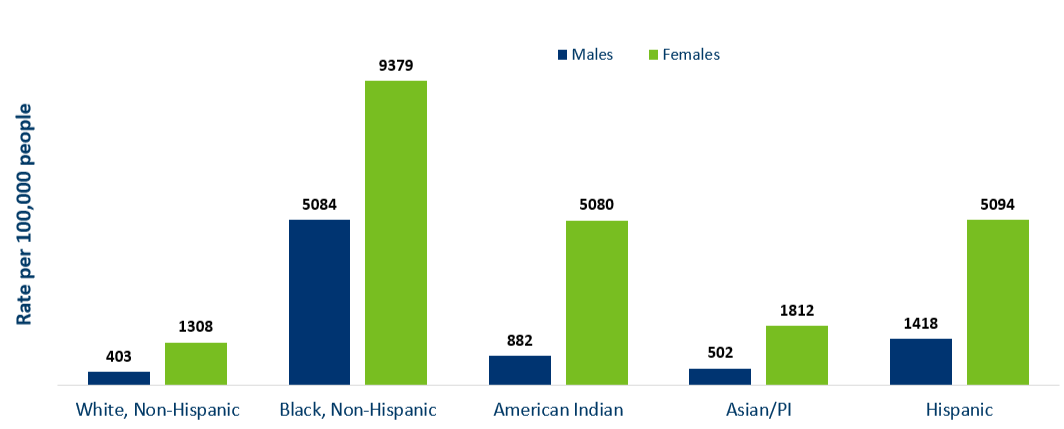 Males Females
Rate per 100,000 people
403
1308
5084
9379
882
5080
502
1812
1418
5094
White, Non-Hispanic
Black, Non-Hispanic
American Indian
Asian/PI
Hispanic